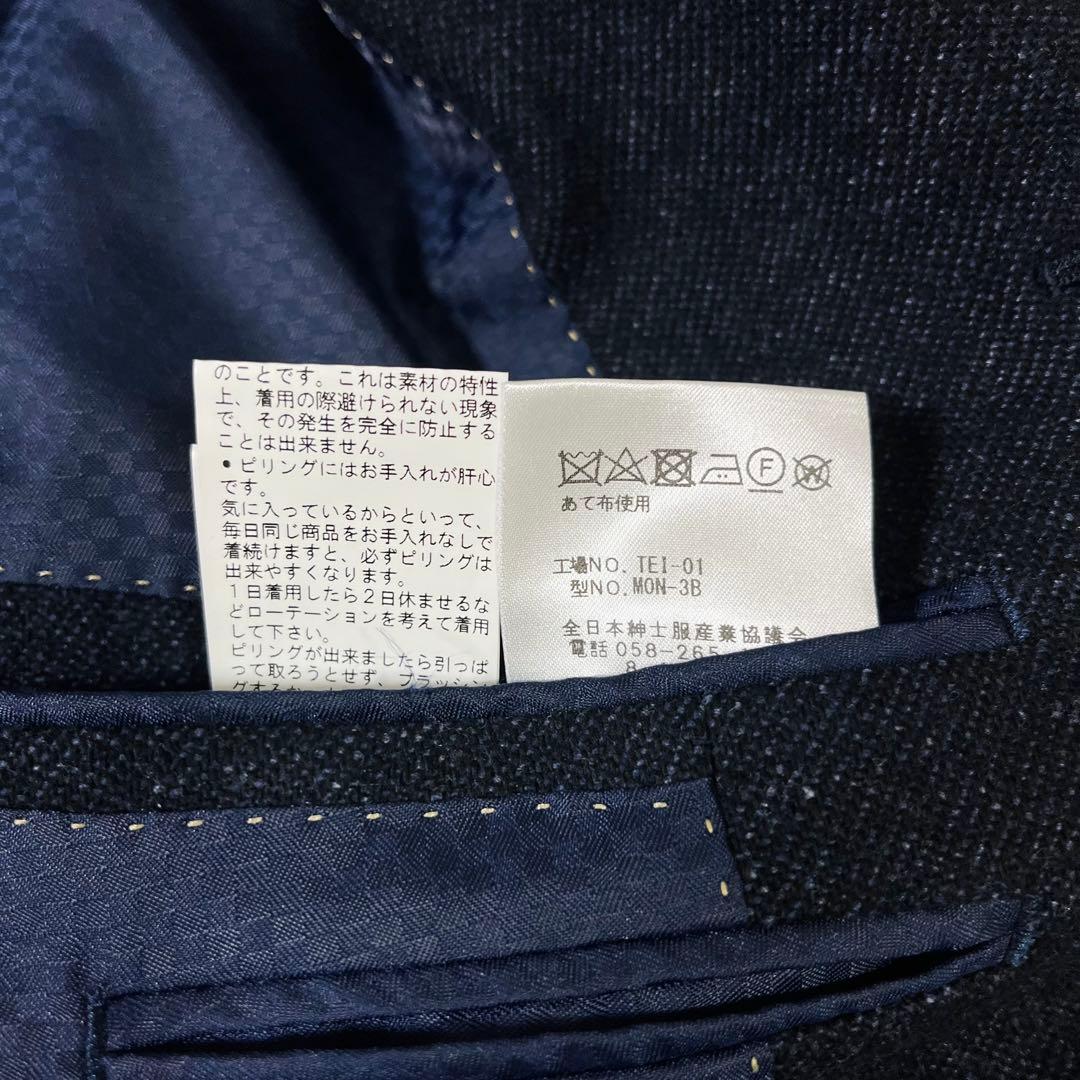 のことです。これは素材の特性
上、着用の際避けられない現象
で、その発生を完全に防止する
ことは出来ません。
•ピリングにはお手入れが肝心
です。
気に入っているからといって、
毎日同じ商品をお手入れなしで
着続けますと、必ずピリングは
出来やすくなります。
1日着用したら2日休ませるな
どローテーションを考えて着用
して下さい。
ピリングが出来ましたら引っぱ
って取ろうとせず、ブラッシン
F W
あて布使用
工場NO. TEI-01
型NO. MON-3B
全日本紳士服産業協議会
電話 058-265